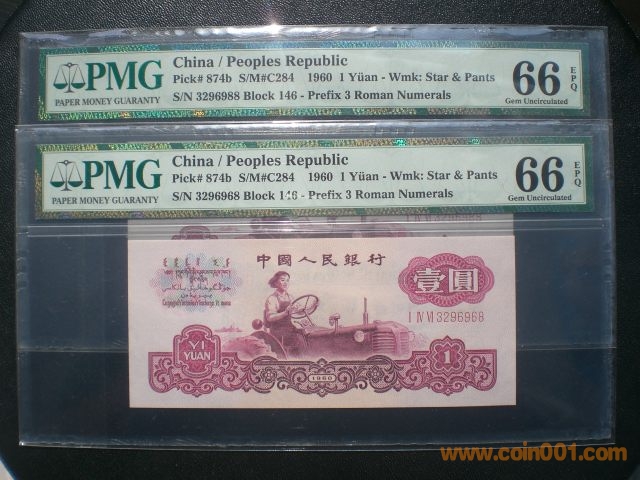 PMG
PAPER MONEY GUARANTY
China / Peoples Republic
Pick# 874b S/M#C284 1960 1 Yüan - Wmk: Star & Pants
S/N 3296988 Block 146 - Prefix 3 Roman Numerals
66 EPQ
Gem Uncirculated
PMG
PAPER MONEY GUARANTY
China / Peoples Republic
Pick# 874b S/M#C284 1960 1 Yüan - Wmk: Star & Pants
S/N 3296968 Block 146 - Prefix 3 Roman Numerals
66 EPQ
Gem Uncirculated
I IV VI 3296988
中國人民銀行
壹圓
I IV VI 3296968
YI
YUAN
1960
1
www.coin001.com